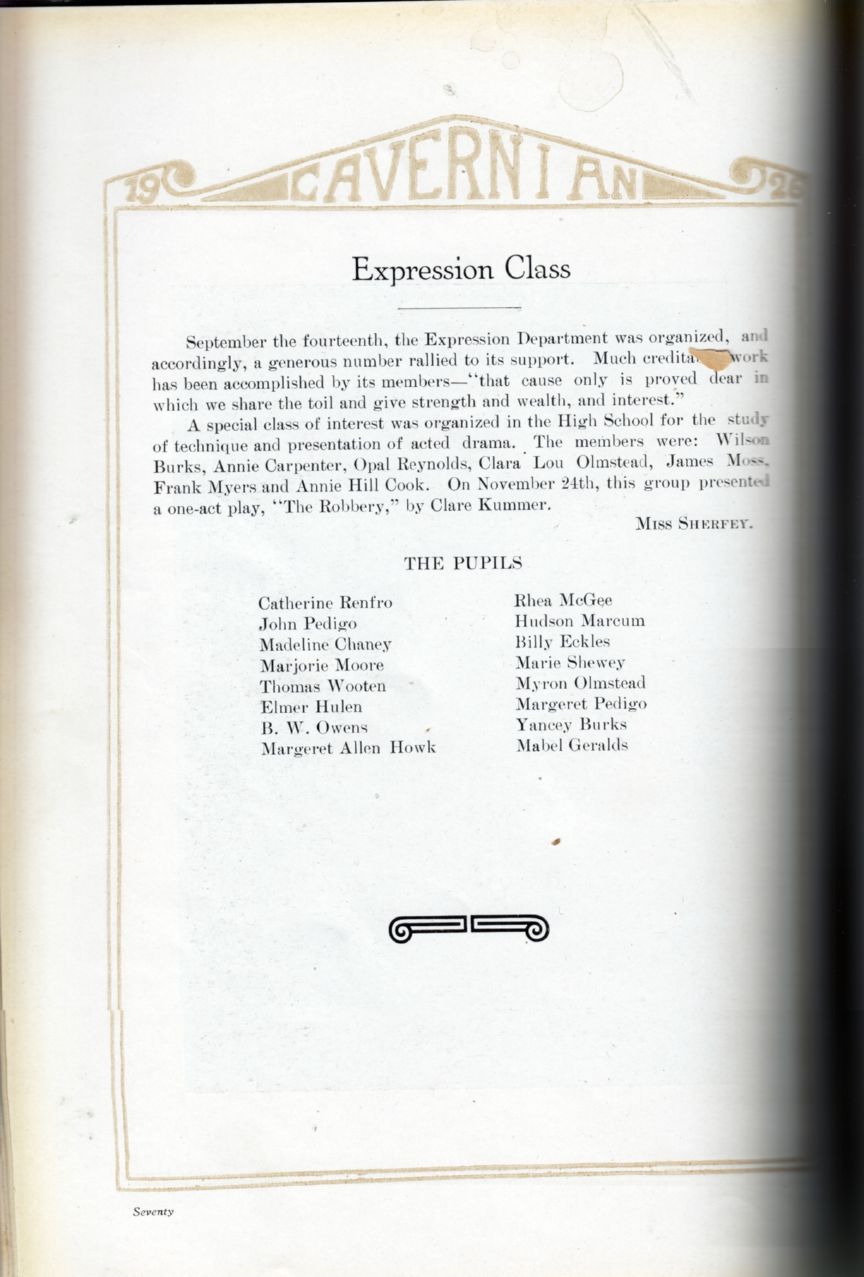 19 CAVERNIAN 26
Expression Class
September the fourteenth, the Expression Department was organized, and
accordingly, a generous number rallied to its support. Much credita work
has been accomplished by its members—“that cause only is proved dear in
which we share the toil and give strength and wealth, and interest.”
A special class of interest was organized in the High School for the study
of technique and presentation of acted drama. The members were: Wilson
Burks, Annie Carpenter, Opal Reynolds, Clara Lou Olmstead, James Moss,
Frank Myers and Annie Hill Cook. On November 24th, this group presented
a one-act play, “The Robbery,” by Clare Kummer.
Miss Sherfey.
THE PUPILS
Catherine Renfro
John Pedigo
Madeline Chaney
Marjorie Moore
Thomas Wooten
Elmer Hulen
B. W. Owens
Margeret Allen Howk
Rhea McGee
Hudson Marcum
Billy Eckles
Marie Shewey
Myron Olmstead
Margeret Pedigo
Yancey Burks
Mabel Geralds
Seventy